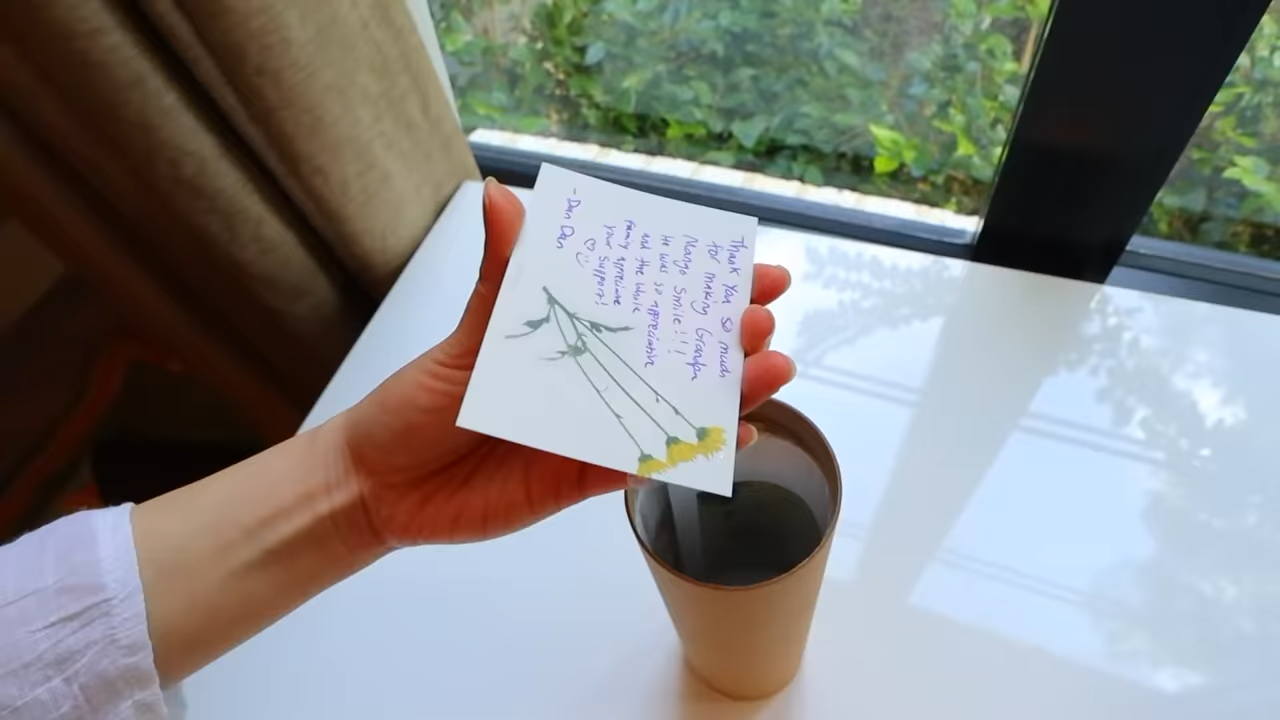 Thank You so much
for making Grandpa
Mango Smile!!!
He was so appreciative
and the whole
family appreciate
your support!
- Dan Dan